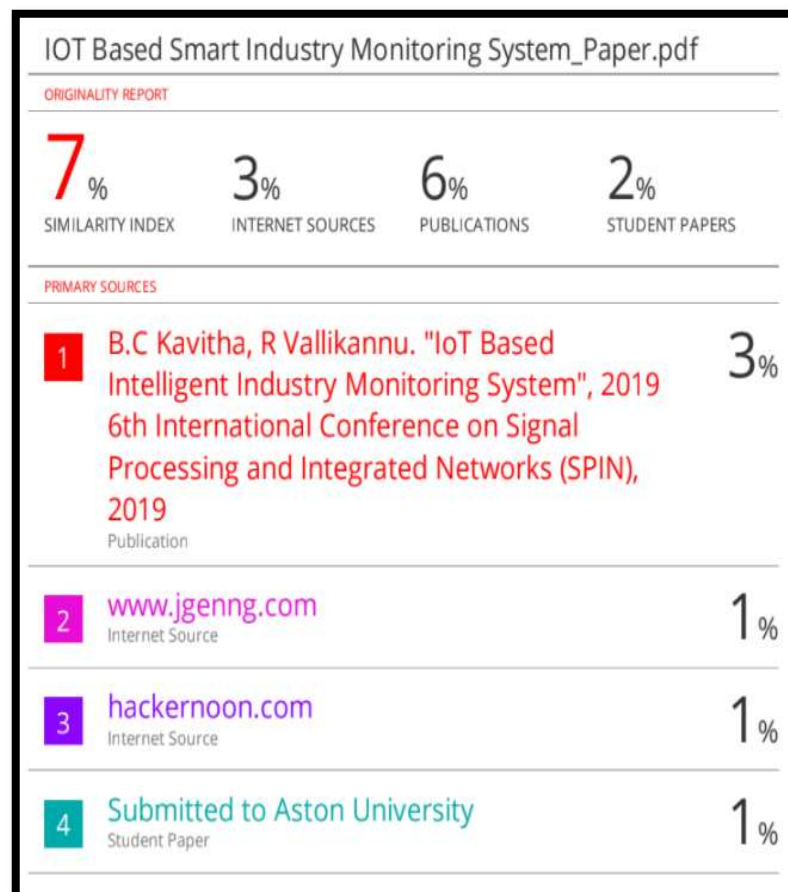 IOT Based Smart Industry Monitoring System_Paper.pdf
ORIGINALITY REPORT
7% 3% 6% 2%
SIMILARITY INDEX INTERNET SOURCES PUBLICATIONS STUDENT PAPERS
PRIMARY SOURCES
1 B.C Kavitha, R Vallikannu. "IoT Based 3%
Intelligent Industry Monitoring System", 2019
6th International Conference on Signal
Processing and Integrated Networks (SPIN),
2019
Publication
2 www.jgenng.com 1%
Internet Source
3 hackernoon.com 1%
Internet Source
4 Submitted to Aston University 1%
Student Paper